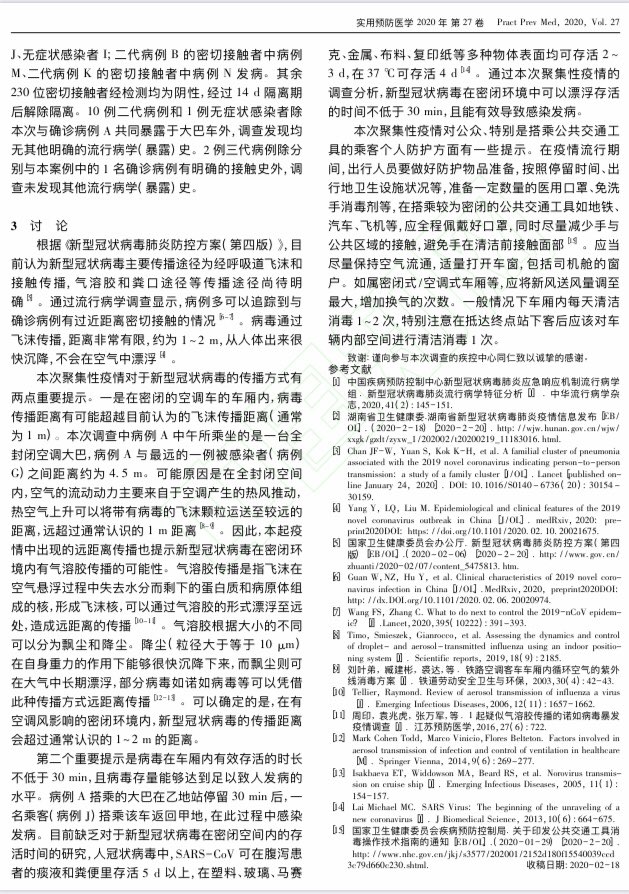 实用预防医学 2020 年 第 27 卷 Pract Prev Med, 2020, Vol. 27
J、无症状感染者 I; 二代病例 B 的密切接触者中病例
M、二代病例 K 的密切接触者中病例 N 发病。其余
230 位密切接触者经检测均为阴性, 经过 14 d 隔离期
后解除隔离。10 例二代病例和 1 例无症状感染者除
本次与确诊病例 A 共同暴露于大巴车外, 调查发现均
无其他明确的流行病学( 暴露) 史。2 例三代病例除分
别与本案例中的 1 名确诊病例有明确的接触史外, 调
查未发现其他流行病学( 暴露) 史。
3 讨 论
根据《新型冠状病毒肺炎防控方案( 第四版) 》, 目
前认为新型冠状病毒主要传播途径为经呼吸道飞沫和
接触传播, 气溶胶和粪口途径等传播途径尚待明
确[5]。通过流行病学调查显示, 病例多可以追踪到与
确诊病例有过近距离密切接触的情况[6-7]。病毒通过
飞沫传播, 距离非常有限, 约为 1~2 m, 从人体出来很
快沉降, 不会在空气中漂浮[4]。
本次聚集性疫情对于新型冠状病毒的传播方式有
两点重要提示。一是在密闭的空调车的车厢内, 病毒
传播距离有可能超越目前认为的飞沫传播距离( 通常
为 1 m) 。本次调查中病例 A 中午所乘坐的是一台全
封闭空调大巴, 病例 A 与最远的一例被感染者( 病例
G) 之间距离约为 4. 5 m。可能原因是在全封闭空间
内, 空气的流动动力主要来自于空调产生的热风推动,
热空气上升可以将带有病毒的飞沫颗粒运送至较远的
距离, 远超过通常认识的 1 m 距离[8-9]。因此, 本起疫
情中出现的远距离传播也提示新型冠状病毒在密闭环
境内有气溶胶传播的可能性。气溶胶传播是指飞沫在
空气悬浮过程中失去水分而剩下的蛋白质和病原体组
成的核, 形成飞沫核, 可以通过气溶胶的形式漂浮至远
处, 造成远距离的传播[10-11]。气溶胶根据大小的不同
可以分为飘尘和降尘。降尘( 粒径大于等于 10 μm)
在自身重力的作用下能够很快沉降下来, 而飘尘则可
在大气中长期漂浮, 部分病毒如诺如病毒等可以凭借
此种传播方式远距离传播[12-13]。可以确定的是, 在有
空调风影响的密闭环境内, 新型冠状病毒的传播距离
会超过通常认识的 1~2 m 的距离。
第二个重要提示是病毒在车厢内有效存活的时长
不低于 30 min, 且病毒存量能够达到足以致人发病的
水平。病例 A 搭乘的大巴在乙地站停留 30 min 后, 一
名乘客( 病例 J) 搭乘该车返回甲地, 在此过程中感染
发病。目前缺乏对于新型冠状病毒在密闭空间内的存
活时间的研究, 人冠状病毒中, SARS-CoV 可在腹泻患
者的痰液和粪便里存活 5 d 以上, 在塑料、玻璃、马赛
克、金属、布料、复印纸等多种物体表面均可存活 2~
3 d, 在 37 ℃可存活 4 d[14]。通过本次聚集性疫情的
调查分析, 新型冠状病毒在密闭环境中可以漂浮存活
的时间不低于 30 min, 且能有效导致感染发病。
本次聚集性疫情对公众、特别是搭乘公共交通工
具的乘客个人防护方面有一些提示。在疫情流行期
间, 出行人员要做好防护物品准备, 按照停留时间、出
行地卫生设施状况等, 准备一定数量的医用口罩、免洗
手消毒剂等, 在搭乘较为密闭的公共交通工具如地铁、
汽车、飞机等, 应全程佩戴好口罩, 同时尽量减少手与
公共区域的接触, 避免手在清洁前接触面部[15]。应当
尽量保持空气流通, 适量打开车窗, 包括司机舱的窗
户。如属密闭式/空调式车厢等, 应将新风送风量调至
最大, 增加换气的次数。一般情况下车厢内每天清洁
消毒 1~2 次, 特别注意在抵达终点站下客后应该对车
辆内部空间进行清洁消毒 1 次。
致谢: 谨向参与本次调查的疾控中心同仁致以诚挚的感谢。
参考文献
[1] 中国疾病预防控制中心新型冠状病毒肺炎应急响应机制流行病学
组. 新型冠状病毒肺炎流行病学特征分析[J]. 中华流行病学杂
志, 2020, 41( 2) : 145-151.
[2] 湖南省卫生健康委.湖南省新型冠状病毒肺炎疫情信息发布[EB/
OL]. ( 2020-2-18) [2020-2-20]. http: //wjw.hunan.gov.cn/wjw/
xxgk/gzdt/zyxw_1/202002/t20200219_11183016. html.
[3] Chan JF-W, Yuan S, Kok K-H, et al. A familial cluster of pneumonia
associated with the 2019 novel coronavirus indicating person-to-person
transmission: a study of a family cluster [J/OL]. Lancet [published on-
line January 24, 2020]. DOI: 10. 1016/S0140-6736( 20) : 30154-
30159.
[4] Yang Y, LQ, Liu M. Epidemiological and clinical features of the 2019
novel coronavirus outbreak in China [J/OL]. medRxiv, 2020: pre-
print2020DOI: https: //doi.org/10.1101/2020. 02. 10. 20021675.
[5] 国家卫生健康委员会办公厅. 新型冠状病毒肺炎防控方案( 第四
版) [EB/OL].( 2020-02-06) [2020-2-20]. http: //www.gov.cn/
zhuanti/2020-02/07/content_5475813. htm.
[6] Guan W, NZ, Hu Y, et al. Clinical characteristics of 2019 novel coro-
navirus infection in China [J/OL]. MedRxiv, 2020, preprint2020DOI:
http: //dx.DOI.org/10.1101/2020. 02. 06. 20020974.
[7] Wang FS, Zhang C. What to do next to control the 2019-nCoV epidem-
ic? [J].Lancet, 2020, 395( 10222) : 391-393.
[8] Timo, Smieszek, Gianrocco, et al. Assessing the dynamics and control
of droplet- and aerosol-transmitted influenza using an indoor positio-
ning system [J]. Scientific reports, 2019, 18( 9) : 2185.
[9] 刘叶弟, 臧建彬, 裘达, 等. 铁路空调客车车厢内循环空气的紫外
线消毒方案[J]. 铁道劳动安全卫生与环保, 2003, 30( 4) : 42-43.
[10] Tellier, Raymond. Review of aerosol transmission of influenza a virus
[J]. Emerging Infectious Diseases, 2006, 12( 11) : 1657-1662.
[11] 周印, 袁兆虎, 张万军, 等. 1 起疑似气溶胶传播的诺如病毒暴发
疫情调查[J]. 江苏预防医学, 2016, 27( 6) : 722.
[12] Mark Cohen Todd, Marco Vinicio, Flores Belteton. Factors involved in
aerosol transmission of infection and control of ventilation in healthcare
[M]. Springer Vienna, 2014, 9( 6) : 269-277.
[13] Isakbaeva ET, Widdowson MA, Beard RS, et al. Norovirus transmis-
sion on cruise ship [J]. Emerging Infectious Diseases, 2005, 11( 1) :
154-157.
[14] Lai Michael MC. SARS Virus: The beginning of the unraveling of a
new coronavirus [J]. J Biomedical Science, 2013, 10( 6) : 664-675.
[15] 国家卫生健康委员会疾病预防控制局. 关于印发公共交通工具消
毒操作技术指南的通知[EB/OL].( 2020-01-29) [2020-2-20].
http: //www.nhc.gov.cn/jkj/s3577/202001/2152d180f15540039ccd
3c79d660c230.shtml.
收稿日期: 2020-02-18